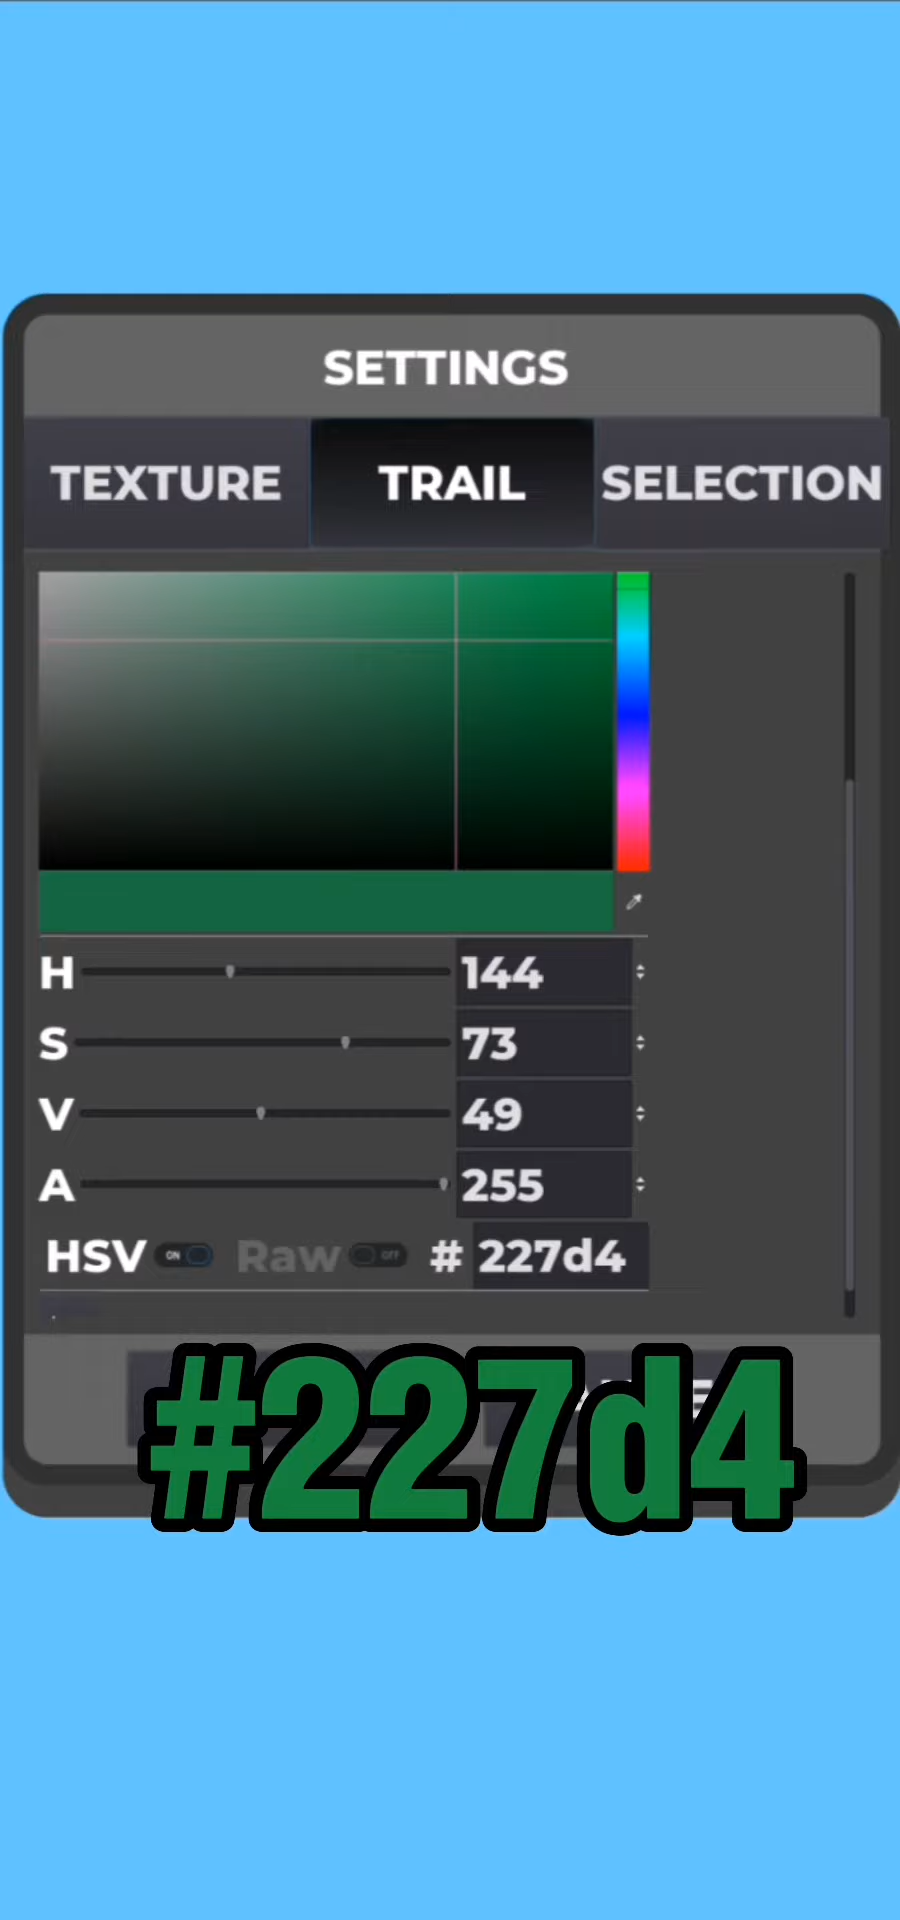 SETTINGS
TEXTURE TRAIL SELECTION
H 144
S 73
V 49
A 255
HSV ON Raw OFF # 227d4
#227d4